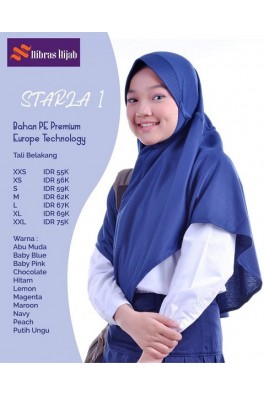 Nibras Hijab
STARLA 1
Bahan PE Premium
Europe Technology
Tali Belakang
XXS IDR 55K
XS IDR 56K
S IDR 59K
M IDR 62K
L IDR 67K
XL IDR 69K
XXL IDR 75K
Warna :
Abu Muda
Baby Blue
Baby Pink
Chocolate
Hitam
Lemon
Magenta
Maroon
Navy
Peach
Putih Ungu